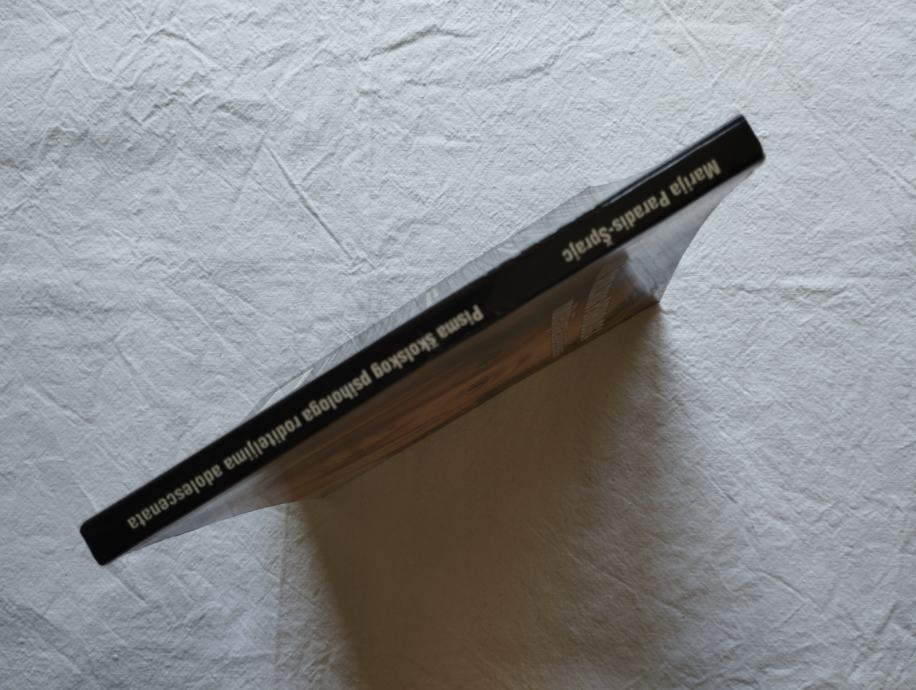 Marija Paradis-Šprajc
Pisma školskog psihologa roditeljima adolescenata